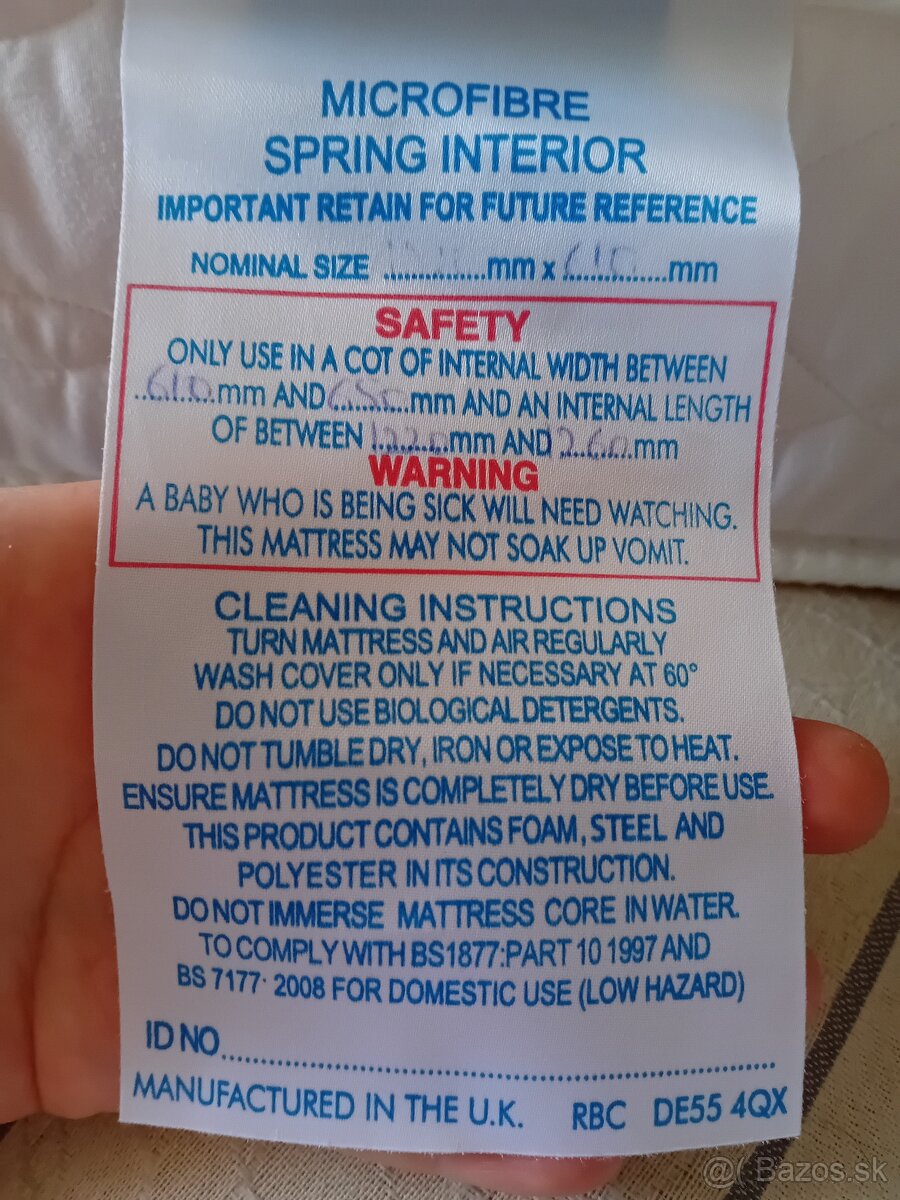 MICROFIBRE
SPRING INTERIOR
IMPORTANT RETAIN FOR FUTURE REFERENCE
NOMINAL SIZE ..............mm x 610..............mm
SAFETY
ONLY USE IN A COT OF INTERNAL WIDTH BETWEEN
610 mm AND 650 mm AND AN INTERNAL LENGTH
OF BETWEEN 1220 mm AND 1260 mm
WARNING
A BABY WHO IS BEING SICK WILL NEED WATCHING.
THIS MATTRESS MAY NOT SOAK UP VOMIT.
CLEANING INSTRUCTIONS
TURN MATTRESS AND AIR REGULARLY
WASH COVER ONLY IF NECESSARY AT 60°
DO NOT USE BIOLOGICAL DETERGENTS.
DO NOT TUMBLE DRY, IRON OR EXPOSE TO HEAT.
ENSURE MATTRESS IS COMPLETELY DRY BEFORE USE.
THIS PRODUCT CONTAINS FOAM, STEEL AND
POLYESTER IN ITS CONSTRUCTION.
DO NOT IMMERSE MATTRESS CORE IN WATER.
TO COMPLY WITH BS1877:PART 10 1997 AND
BS 7177: 2008 FOR DOMESTIC USE (LOW HAZARD)
ID NO..............................
MANUFACTURED IN THE U.K. RBC DE55 4QX
@( Bazos.sk